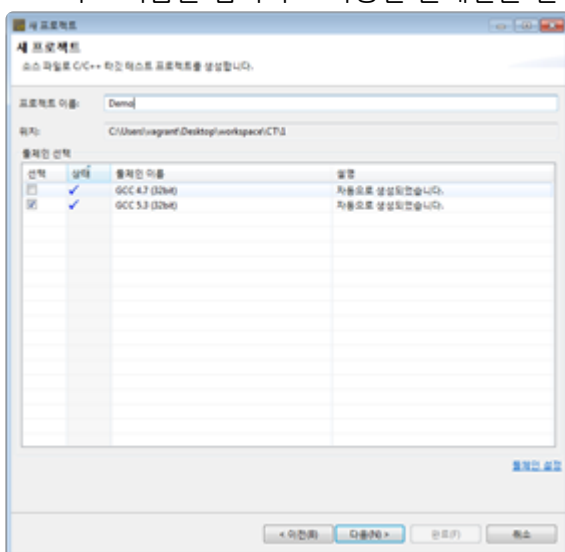 새 프로젝트
새 프로젝트
소스 파일로 C/C++ 타깃 테스트 프로젝트를 생성합니다.
프로젝트 이름: Demo
위치: C:\Users\vagrant\Desktop\workspace\CT\1
툴체인 선택
선택 상태 툴체인 이름 설명
GCC 4.7 (32bit) 자동으로 생성되었습니다.
GCC 5.3 (32bit) 자동으로 생성되었습니다.
툴체인 설정
< 이전(B) 다음(N) > 완료(F) 취소